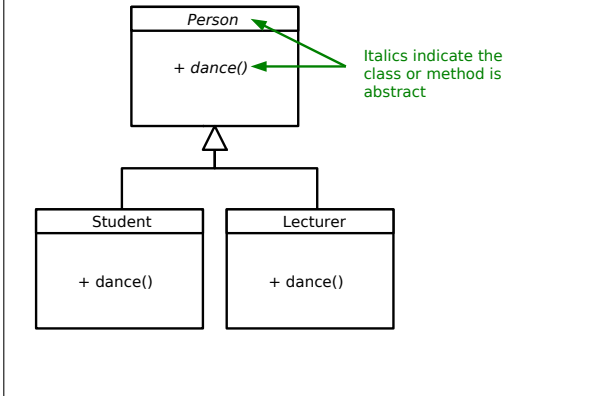 Person
+ dance()
Italics indicate the
class or method is
abstract
Student
Lecturer
+ dance()
+ dance()